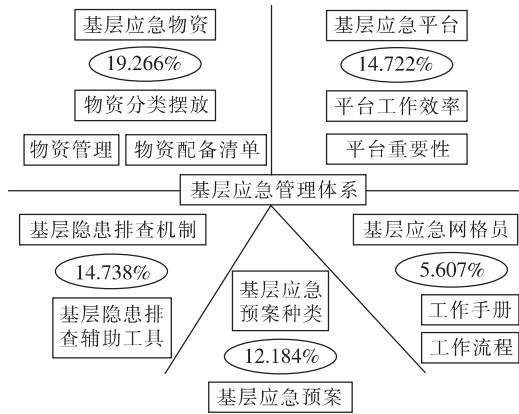 基层应急物资
19.266%
物资分类摆放
物资管理
物资配备清单
基层应急平台
14.722%
平台工作效率
平台重要性
基层应急管理体系
基层隐患排查机制
14.738%
基层隐患排
查辅助工具
基层应急
预案种类
12.184%
基层应急预案
基层应急网格员
5.607%
工作手册
工作流程